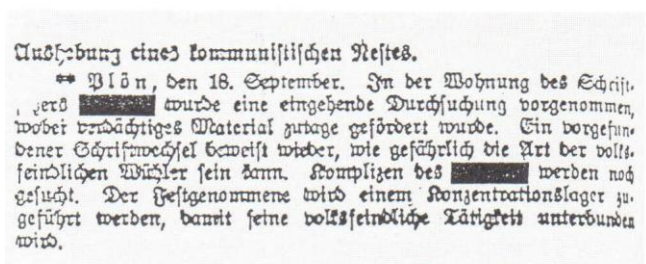 Aushebung eines kommunistischen Nestes.
** Plön, den 18. September. In der Wohnung des Schrift-
setzers wurde eine eingehende Durchsuchung vorgenommen,
wobei verdächtiges Material zutage gefördert wurde. Ein vorgefun-
dener Schriftwechsel beweist wieder, wie gefährlich die Art der volks-
feindlichen Wühler sein kann. Komplizen des werden noch
gesucht. Der Festgenommene wird einem Konzentrationslager zu-
geführt werden, damit seine volksfeindliche Tätigkeit unterbunden
wird.